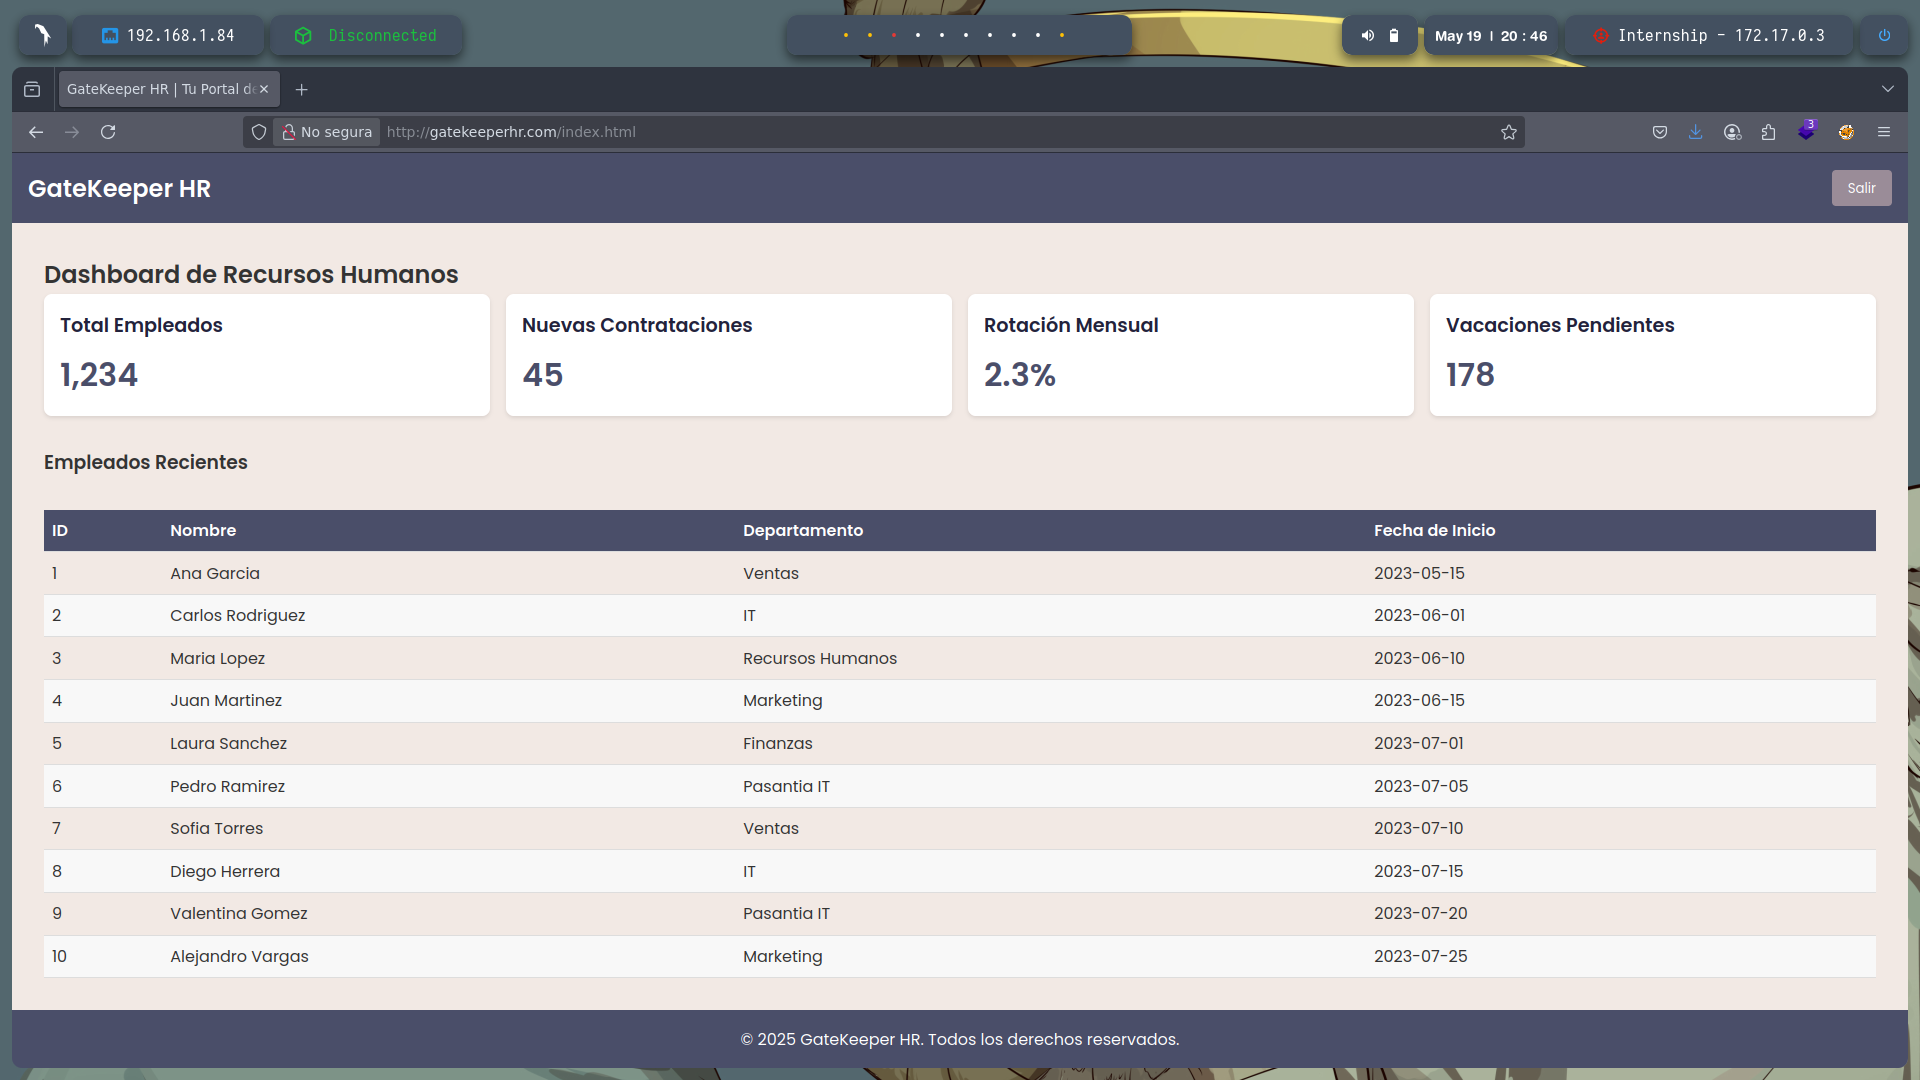 192.168.1.84 Disconnected May 19 | 20 : 46 Internship - 172.17.0.3
GateKeeper HR | Tu Portal de
No segura http://gatekeeperhr.com/index.html 3
GateKeeper HR Salir
Dashboard de Recursos Humanos
Total Empleados Nuevas Contrataciones Rotación Mensual Vacaciones Pendientes
1,234 45 2.3% 178
Empleados Recientes
ID Nombre Departamento Fecha de Inicio
1 Ana Garcia Ventas 2023-05-15
2 Carlos Rodriguez IT 2023-06-01
3 Maria Lopez Recursos Humanos 2023-06-10
4 Juan Martinez Marketing 2023-06-15
5 Laura Sanchez Finanzas 2023-07-01
6 Pedro Ramirez Pasantia IT 2023-07-05
7 Sofia Torres Ventas 2023-07-10
8 Diego Herrera IT 2023-07-15
9 Valentina Gomez Pasantia IT 2023-07-20
10 Alejandro Vargas Marketing 2023-07-25
© 2025 GateKeeper HR. Todos los derechos reservados.